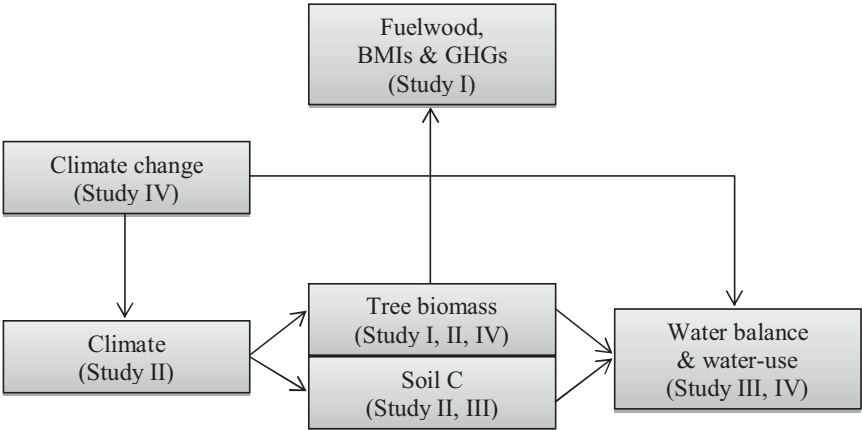 Fuelwood,
BMIs & GHGs
(Study I)
Climate change
(Study IV)
Tree biomass
(Study I, II, IV)
Climate
(Study II)
Soil C
(Study II, III)
Water balance
& water-use
(Study III, IV)